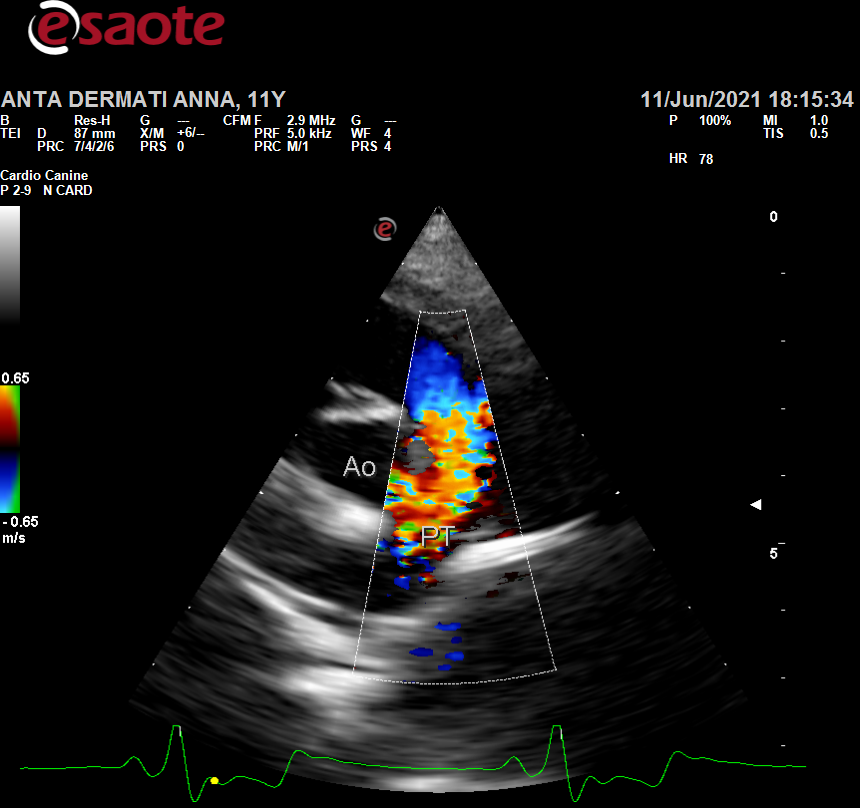 esaote
ANTA DERMATI ANNA, 11Y 11/Jun/2021 18:15:34
B Res-H G --- CFM F 2.9 MHz G --- P 100% MI 1.0
TEI D 87 mm X/M +6/-- PRF 5.0 kHz WF 4 TIS 0.5
PRC 7/4/2/6 PRS 0 PRC M/1 PRS 4
HR 78
Cardio Canine
P 2-9 N CARD
e
0
0.65
Ao
- 0.65
m/s
PT
5